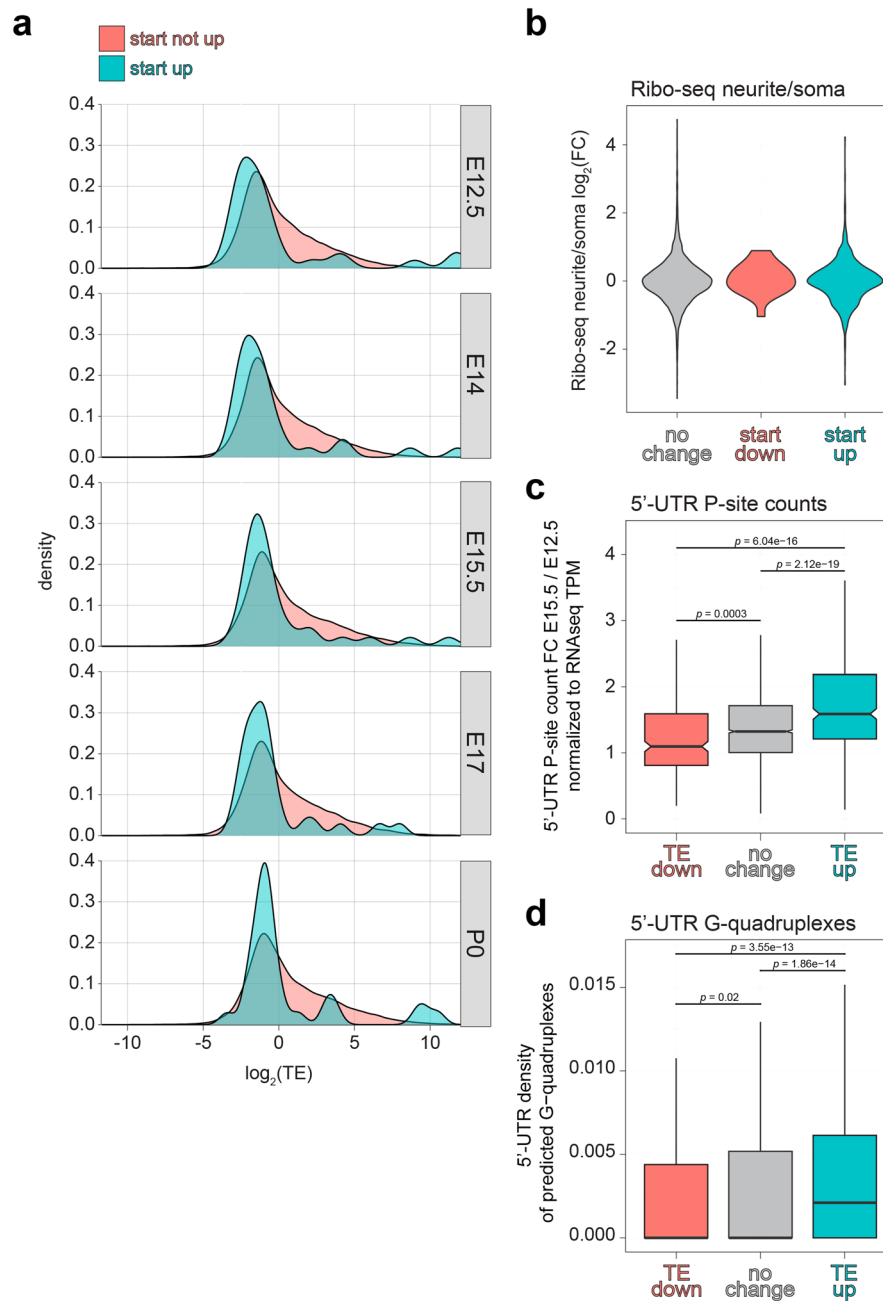 a
start not up
start up
0.4
0.3
0.2
0.1
0.0
E12.5
0.4
0.3
0.2
0.1
0.0
E14
0.4
0.3
0.2
0.1
0.0
E15.5
0.4
0.3
0.2
0.1
0.0
E17
0.4
0.3
0.2
0.1
0.0
P0
density
-10 -5 0 5 10
log2(TE)
b
Ribo-seq neurite/soma
Ribo-seq neurite/soma log2(FC)
4
2
0
-2
no change
start down
start up
c
5'-UTR P-site counts
5'-UTR P-site count FC E15.5 / E12.5
normalized to RNAseq TPM
4
3
2
1
0
p = 6.04e−16
p = 2.12e−19
p = 0.0003
TE down
no change
TE up
d
5'-UTR G-quadruplexes
5'-UTR density
of predicted G−quadruplexes
0.015
0.010
0.005
0.000
p = 3.55e−13
p = 1.86e−14
p = 0.02
TE down
no change
TE up